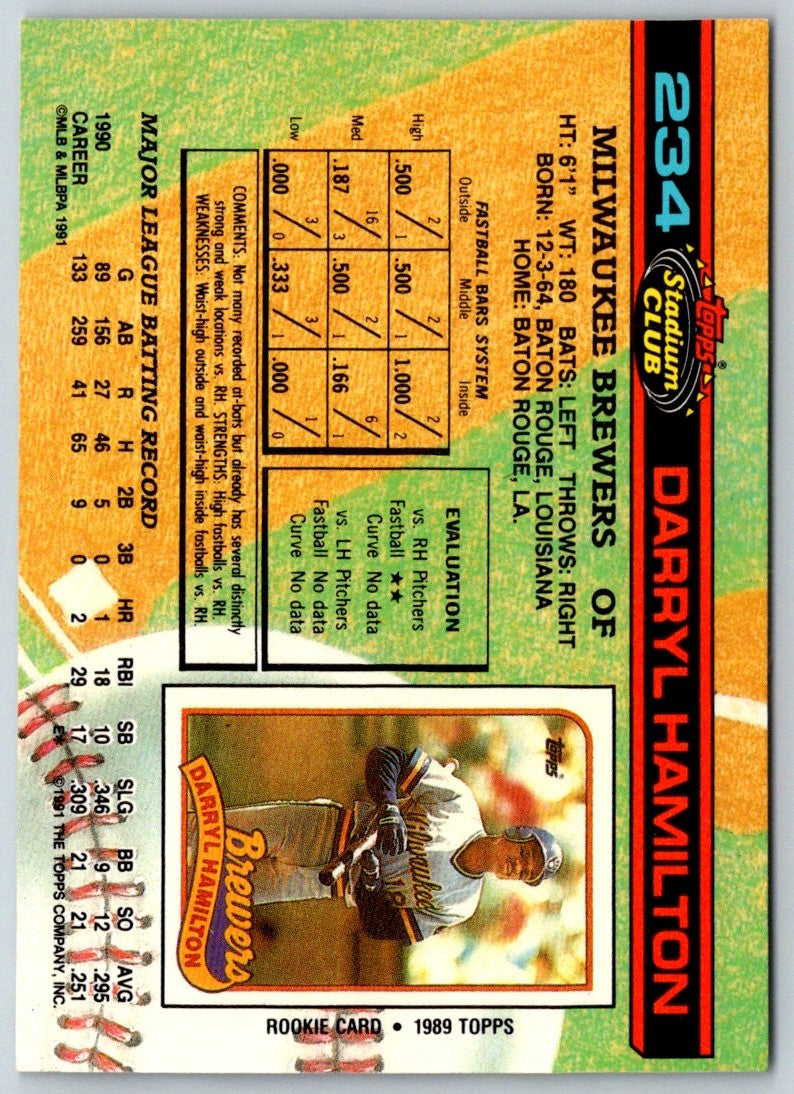 234
topps®
Stadium
CLUB
DARRYL HAMILTON
MILWAUKEE BREWERS OF
HT: 6'1" WT: 180 BATS: LEFT THROWS: RIGHT
BORN: 12-3-64, BATON ROUGE, LOUISIANA
HOME: BATON ROUGE, LA.
FASTBALL BARS SYSTEM
Outside Middle Inside
High .500 2/1 .500 2/1 1.000 2/2
Med .187 16/3 .500 2/1 .166 6/1
Low .000 3/0 .333 3/1 .000 1/0
EVALUATION
vs. RH Pitchers
Fastball ★★
Curve No data
vs. LH Pitchers
Fastball No data
Curve No data
COMMENTS: Not many recorded at-bats but already has several distinctly
strong and weak locations vs. RH. STRENGTHS: High fastballs vs. RH.
WEAKNESSES: Waist-high outside and waist-high inside fastballs vs. RH.
topps
Milwaukee
18
Brewers
DARRYL HAMILTON
ROOKIE CARD • 1989 TOPPS
MAJOR LEAGUE BATTING RECORD
G AB R H 2B 3B HR RBI SB SLG BB SO AVG
1990 89 156 27 46 5 0 1 18 10 .346 9 12 .295
CAREER 133 259 41 65 9 0 2 29 17 .309 21 21 .251
©MLB & MLBPA 1991 E* ©1991 THE TOPPS COMPANY, INC.